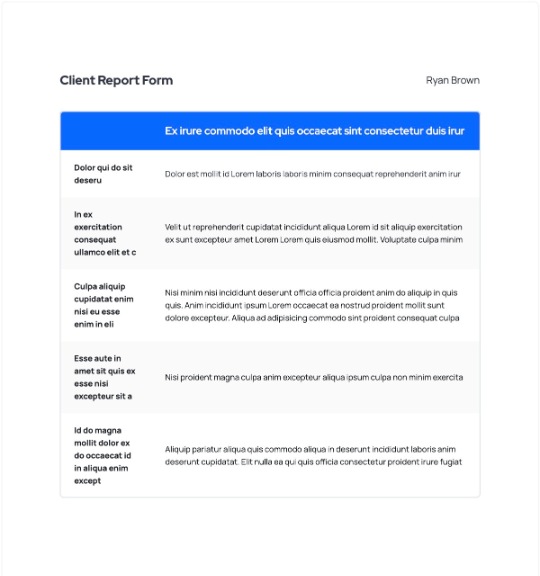 Client Report Form
Ryan Brown
Ex irure commodo elit quis occaecat sint consectetur duis irur
Dolor qui do sit
deseru
Dolor est mollit id Lorem laboris laboris minim consequat reprehenderit anim irur
In ex
exercitation
consequat
ullamco elit et c
Velit ut reprehenderit cupidatat incididunt aliqua Lorem id sit aliquip exercitation
ex sunt excepteur amet Lorem Lorem quis eiusmod mollit. Voluptate culpa minim
Culpa aliquip
cupidatat enim
nisi eu esse
enim in eli
Nisi minim nisi incididunt deserunt officia officia proident anim do aliquip in quis
quis. Anim incididunt ipsum Lorem occaecat ea nostrud proident mollit sunt
dolore excepteur. Aliqua ad adipisicing commodo sint proident consequat culpa
Esse aute in
amet sit quis ex
esse nisi
excepteur sit a
Nisi proident magna culpa anim excepteur aliqua ipsum culpa non minim exercita
Id do magna
mollit dolor ex
do occaecat id
in aliqua enim
except
Aliquip pariatur aliqua quis commodo aliqua in deserunt incididunt laboris anim
deserunt cupidatat. Elit nulla ea qui quis officia consectetur proident irure fugiat